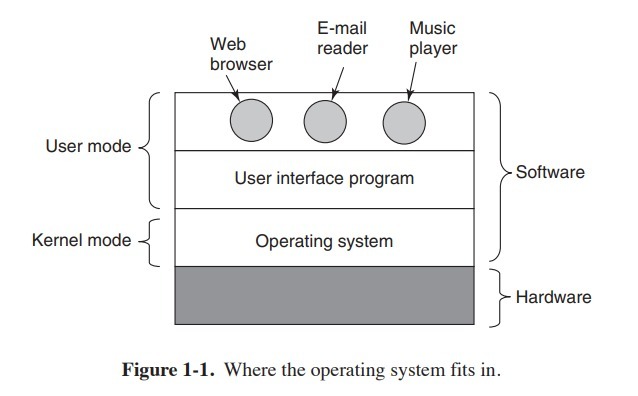 Web
browser
E-mail
reader
Music
player
User mode
User interface program
Software
Kernel mode
Operating system
Hardware
Figure 1-1. Where the operating system fits in.